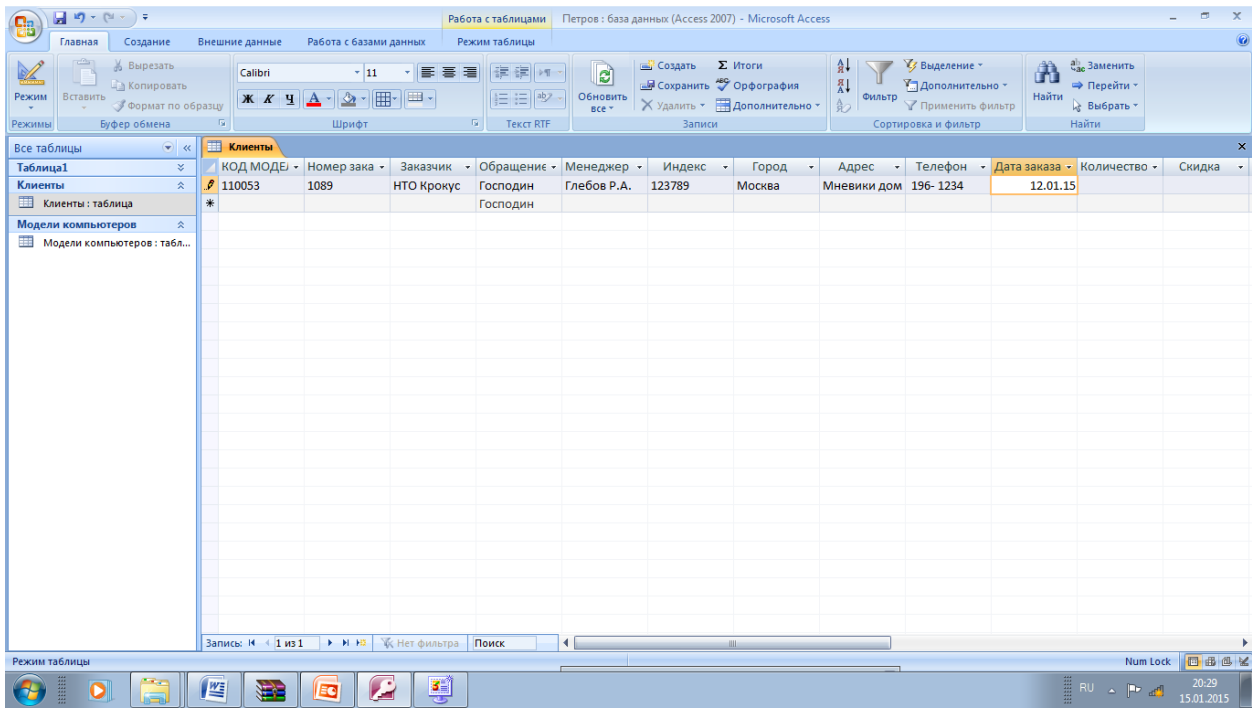 Работа с таблицами
Петров : база данных (Access 2007) - Microsoft Access
Главная Создание Внешние данные Работа с базами данных Режим таблицы
Режим
Режимы
Вставить
Вырезать
Копировать
Формат по образцу
Буфер обмена
Calibri 11
Ж К Ч А
Шрифт
ab
Текст RTF
Обновить
все
Создать
Сохранить
Удалить
Σ Итоги
Орфография
Дополнительно
Записи
Фильтр
Выделение
Дополнительно
Применить фильтр
Сортировка и фильтр
Найти
Заменить
Перейти
Выбрать
Найти
Все таблицы
Таблица1
Клиенты
Клиенты : таблица
Модели компьютеров
Модели компьютеров : табл...
Клиенты
КОД МОДЕЛ Номер зака Заказчик Обращение Менеджер Индекс Город Адрес Телефон Дата заказа Количество Скидка
110053 1089 НТО Крокус Господин Глебов Р.А. 123789 Москва Мневики дом 196- 1234 12.01.15
Господин
Запись: 1 из 1 Нет фильтра Поиск
Режим таблицы
Num Lock
RU
20:29
15.01.2015